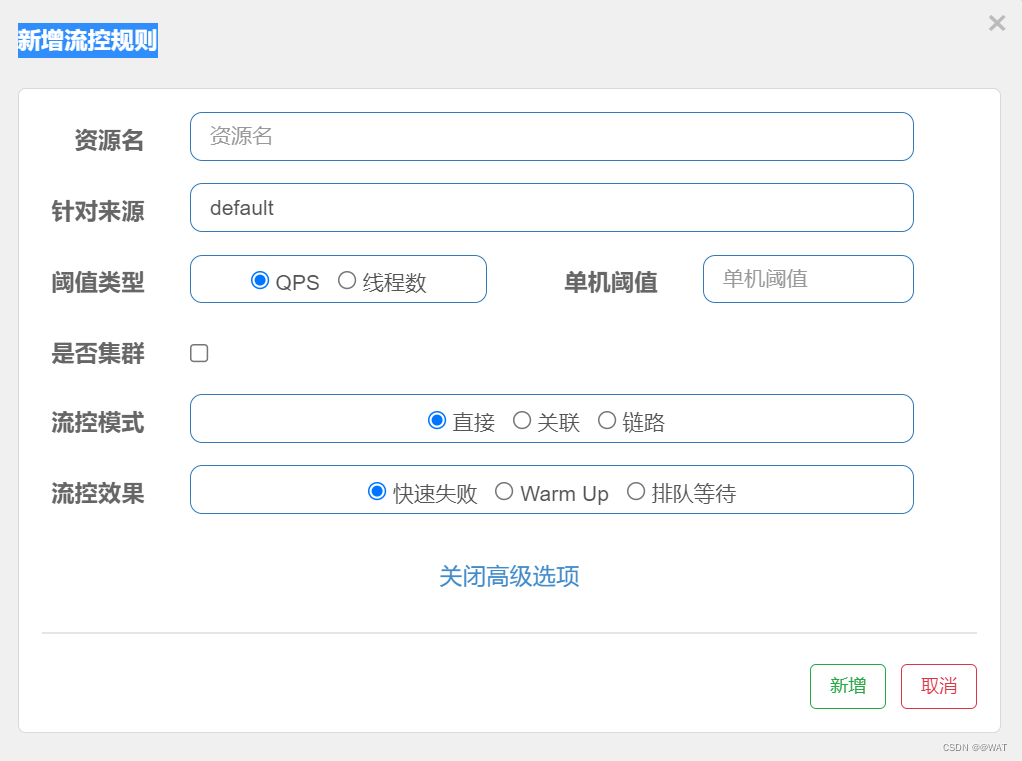 新增流控规则
×
资源名 资源名
针对来源 default
阈值类型 QPS 线程数 单机阈值 单机阈值
是否集群
流控模式 直接 关联 链路
流控效果 快速失败 Warm Up 排队等待
关闭高级选项
新增 取消
CSDN @@WAT